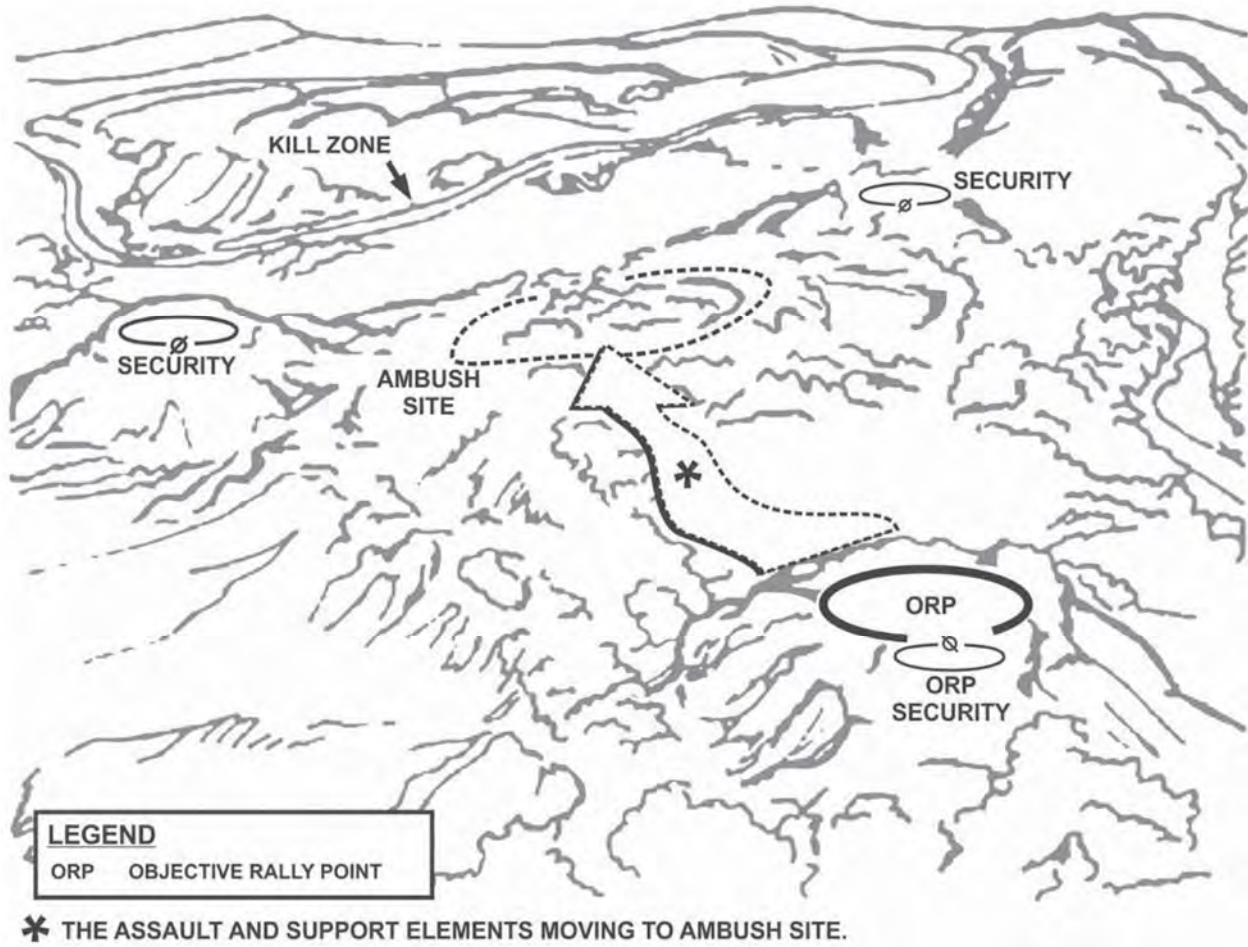 KILL ZONE
SECURITY
SECURITY
AMBUSH
SITE
*
ORP
ORP
SECURITY
LEGEND
ORP OBJECTIVE RALLY POINT
* THE ASSAULT AND SUPPORT ELEMENTS MOVING TO AMBUSH SITE.